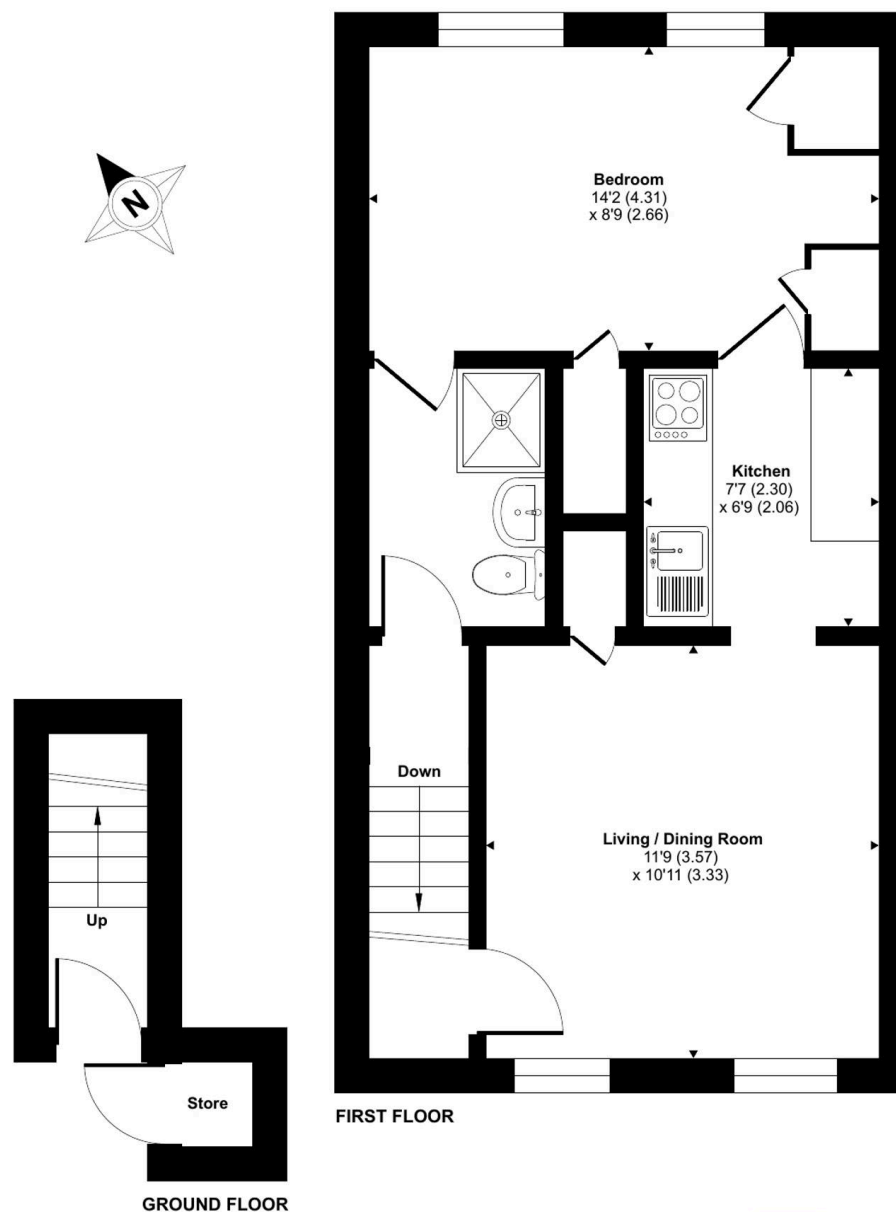 N
Bedroom
14'2 (4.31)
x 8'9 (2.66)
Kitchen
7'7 (2.30)
x 6'9 (2.06)
Down
Living / Dining Room
11'9 (3.57)
x 10'11 (3.33)
Up
Store
FIRST FLOOR
GROUND FLOOR